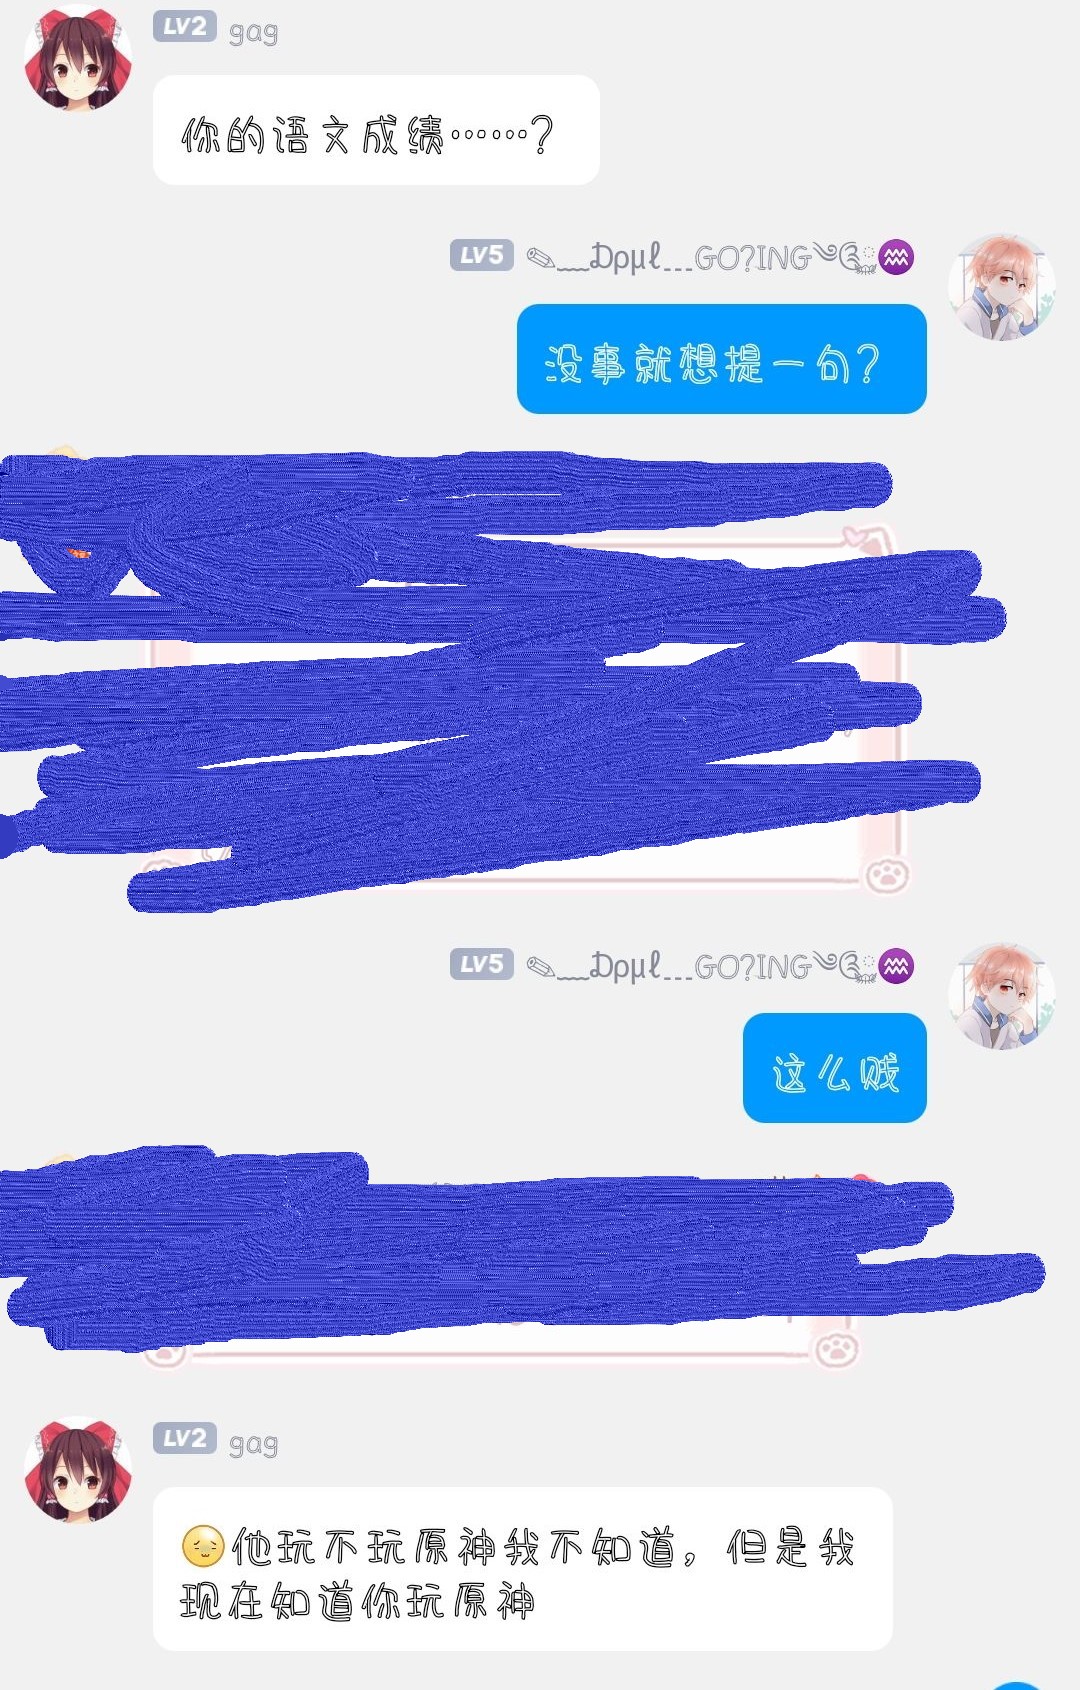 LV2 gag
你的语文成绩……?
LV5 ✎﹏Dρμℓ﹍GO?ING༄༊♒
没事就想提一句?
LV5 ✎﹏Dρμℓ﹍GO?ING༄༊♒
这么贱
LV2 gag
😔他玩不玩原神我不知道，但是我
现在知道你玩原神